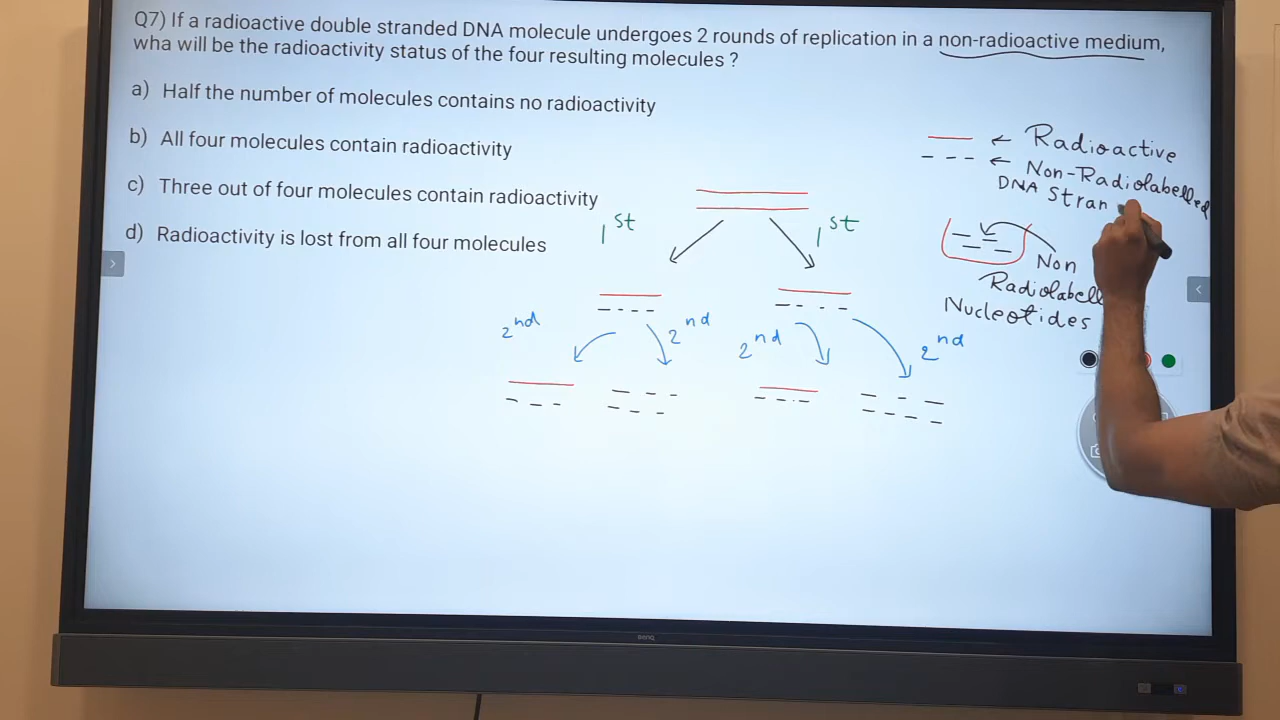 Q7) If a radioactive double stranded DNA molecule undergoes 2 rounds of replication in a non-radioactive medium,
wha will be the radioactivity status of the four resulting molecules ?
a) Half the number of molecules contains no radioactivity
b) All four molecules contain radioactivity
c) Three out of four molecules contain radioactivity
d) Radioactivity is lost from all four molecules
← Radioactive
← Non-Radiolabelled
DNA Stran
1st
1st
Non
Radiolabell
Nucleotides
2nd
2nd
2nd
2nd
BenQ